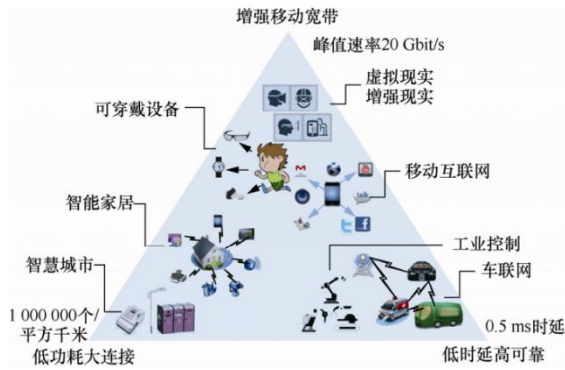 增强移动宽带
峰值速率20 Gbit/s
虚拟现实
增强现实
可穿戴设备
移动互联网
智能家居
工业控制
智慧城市
车联网
1 000 000个/
平方千米
0.5 ms时延
低功耗大连接
低时延高可靠